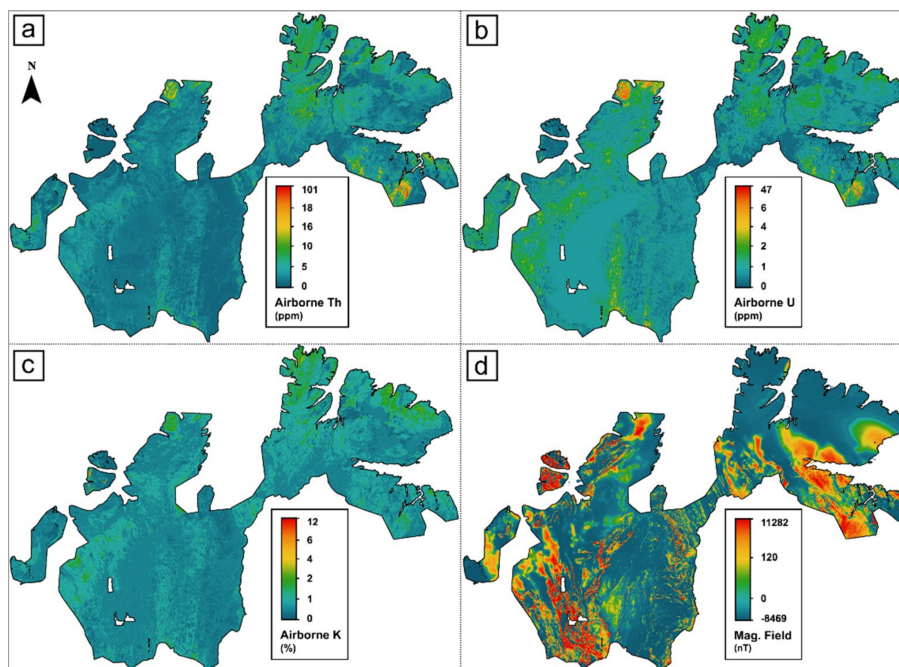 a
N
101
18
16
10
5
0
Airborne Th
(ppm)
b
47
6
4
2
1
0
Airborne U
(ppm)
c
12
6
4
2
1
0
Airborne K
(%)
d
11282
120
0
-8469
Mag. Field
(nT)